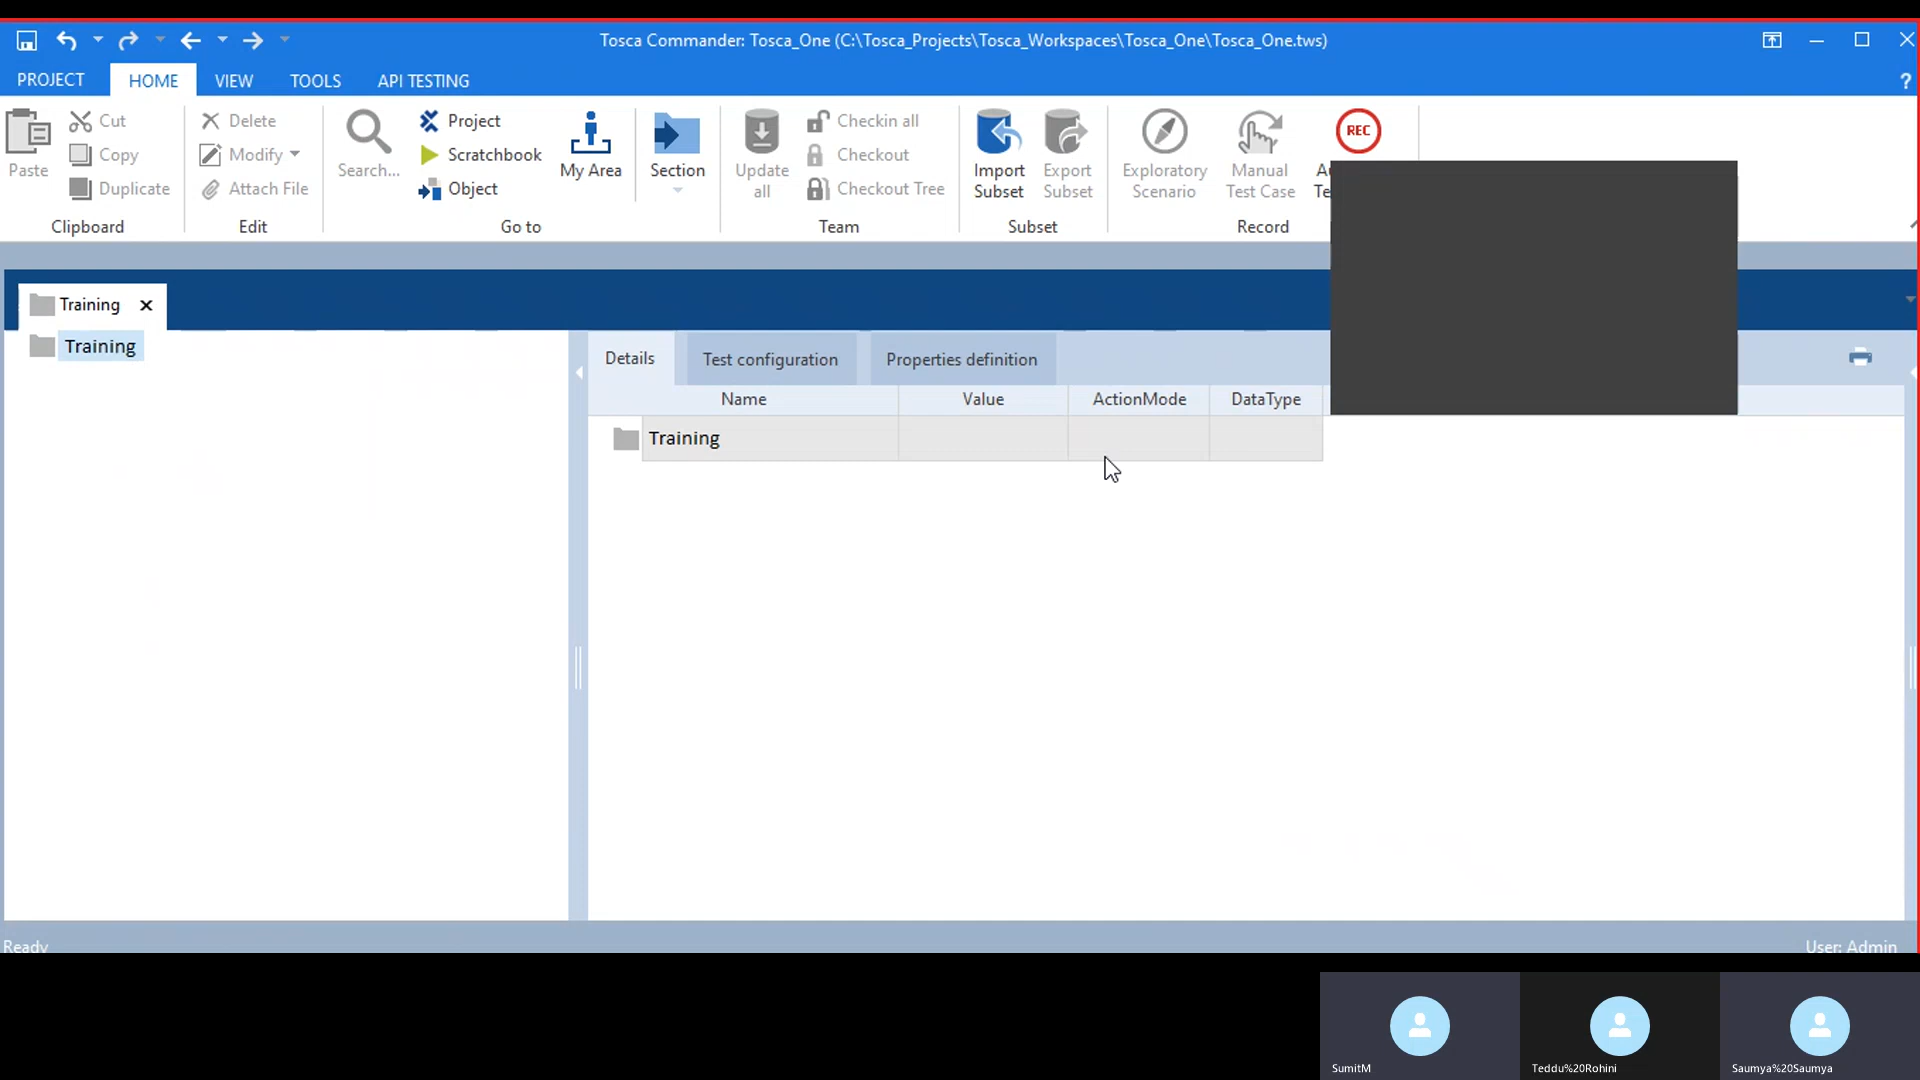 Tosca Commander: Tosca_One (C:\Tosca_Projects\Tosca_Workspaces\Tosca_One\Tosca_One.tws)
PROJECT HOME VIEW TOOLS API TESTING ?
Paste
Cut
Copy
Duplicate
Clipboard
Delete
Modify
Attach File
Edit
Search...
Project
Scratchbook
Object
My Area
Go to
Section
Update all
Checkin all
Checkout
Checkout Tree
Team
Import Subset
Export Subset
Subset
Exploratory Scenario
Manual Test Case
REC
Record
Training
Training
Details Test configuration Properties definition
Name Value ActionMode DataType
Training
Ready
User: Admin
SumitM
Teddu%20Rohini
Saumya%20Saumya